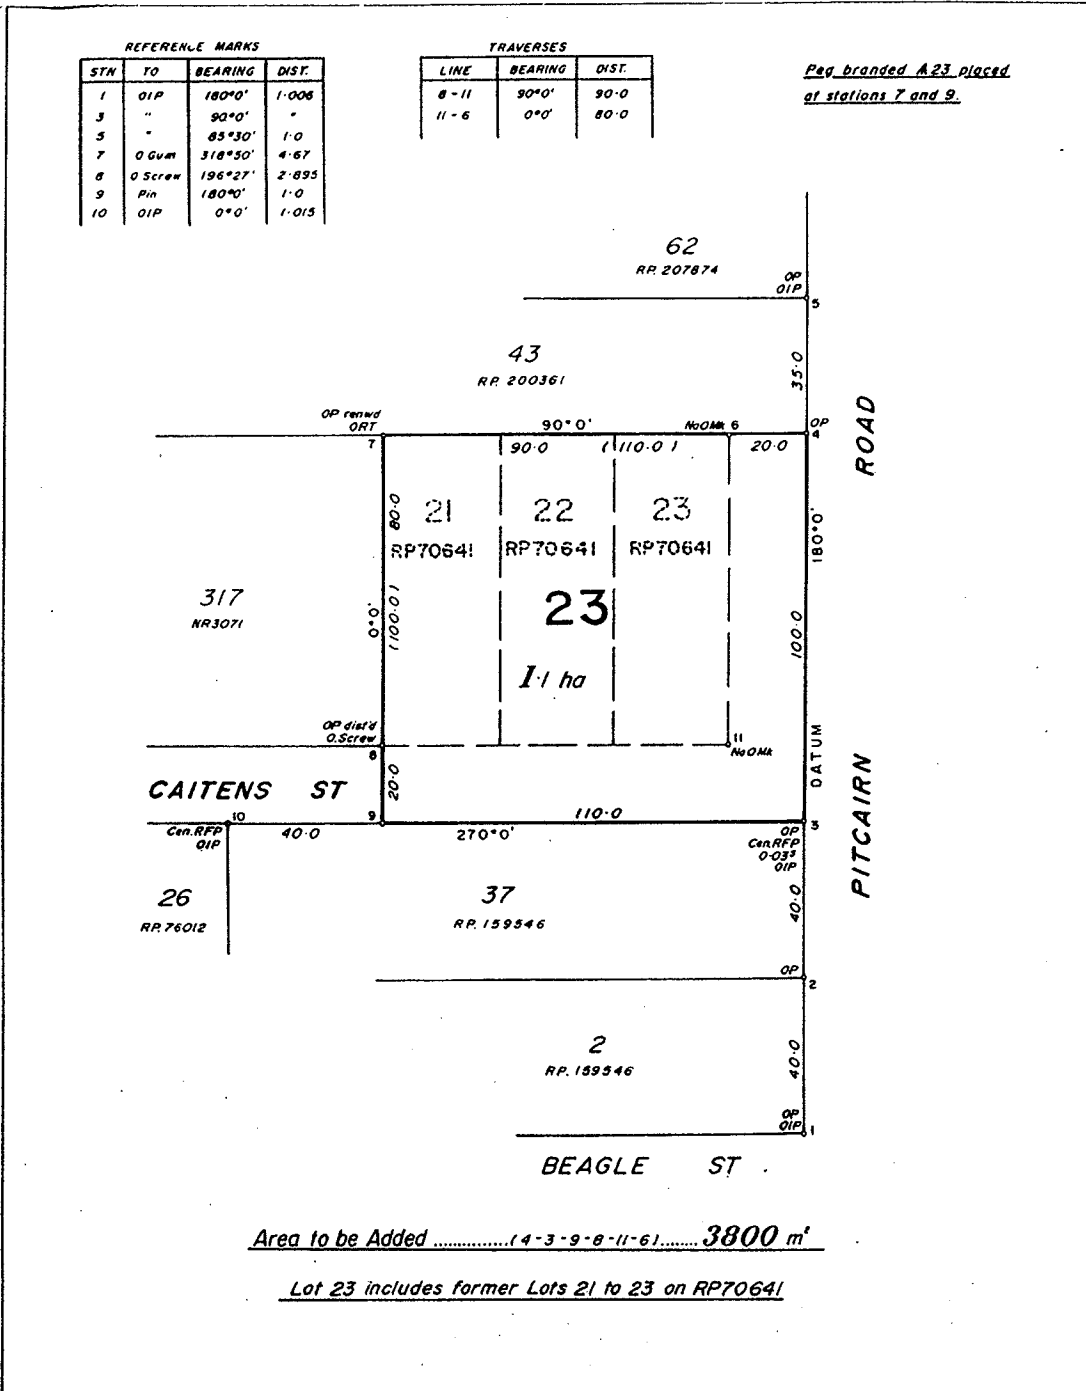 REFERENCE MARKS
STN TO BEARING DIST.
1 OIP 180°0' 1·006
3 " 90°0' "
5 " 85°30' 1·0
7 O Gum 318°50' 4·67
8 O Screw 196°27' 2·895
9 Pin 180°0' 1·0
10 OIP 0°0' 1·015
TRAVERSES
LINE BEARING DIST.
8-11 90°0' 90·0
11-6 0°0' 80·0
Peg branded A23 placed
at stations 7 and 9.
62
RP. 207874
OP
OIP
5
43
RP. 200361
35·0
OP renwd
ORT
7
90°0'
No O Mk 6
OP
4
90·0 (110·0)
20·0
ROAD
80·0
21
RP70641
22
RP70641
23
RP70641
180°0'
317
NR3071
0°0'
(100·0)
23
1·1 ha
100·0
OP dist'd
O.Screw
8
11
No O Mk
DATUM
CAITENS ST
20·0
PITCAIRN
10
40·0
9
110·0
270°0'
3
Cen.RFP
OIP
OP
Cen.RFP
0·03⁵
OIP
26
RP. 76012
37
RP. 159546
40·0
OP
2
2
RP. 159546
40·0
OP
OIP
1
BEAGLE ST
Area to be Added ..............(4-3-9-8-11-6)....... 3800 m²
Lot 23 includes former Lots 21 to 23 on RP70641